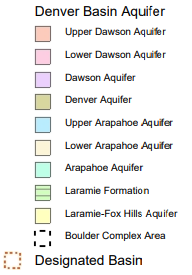 Denver Basin Aquifer
Upper Dawson Aquifer
Lower Dawson Aquifer
Dawson Aquifer
Denver Aquifer
Upper Arapahoe Aquifer
Lower Arapahoe Aquifer
Arapahoe Aquifer
Laramie Formation
Laramie-Fox Hills Aquifer
Boulder Complex Area
Designated Basin